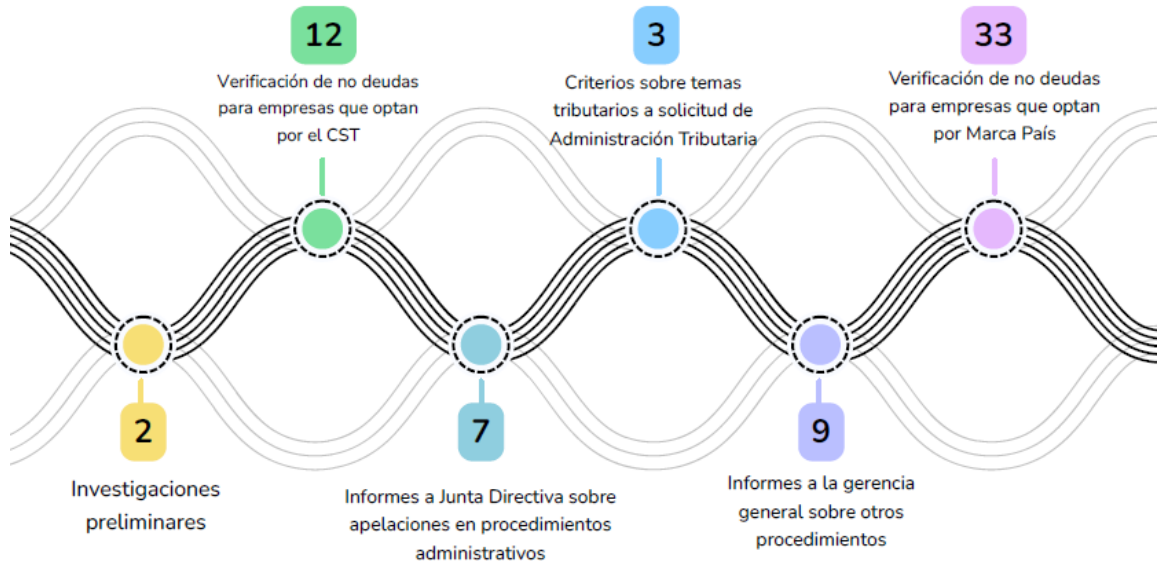 12
Verificación de no deudas
para empresas que optan
por el CST
3
Criterios sobre temas
tributarios a solicitud de
Administración Tributaria
33
Verificación de no deudas
para empresas que optan
por Marca País
2
Investigaciones
preliminares
7
Informes a Junta Directiva sobre
apelaciones en procedimientos
administrativos
9
Informes a la gerencia
general sobre otros
procedimientos